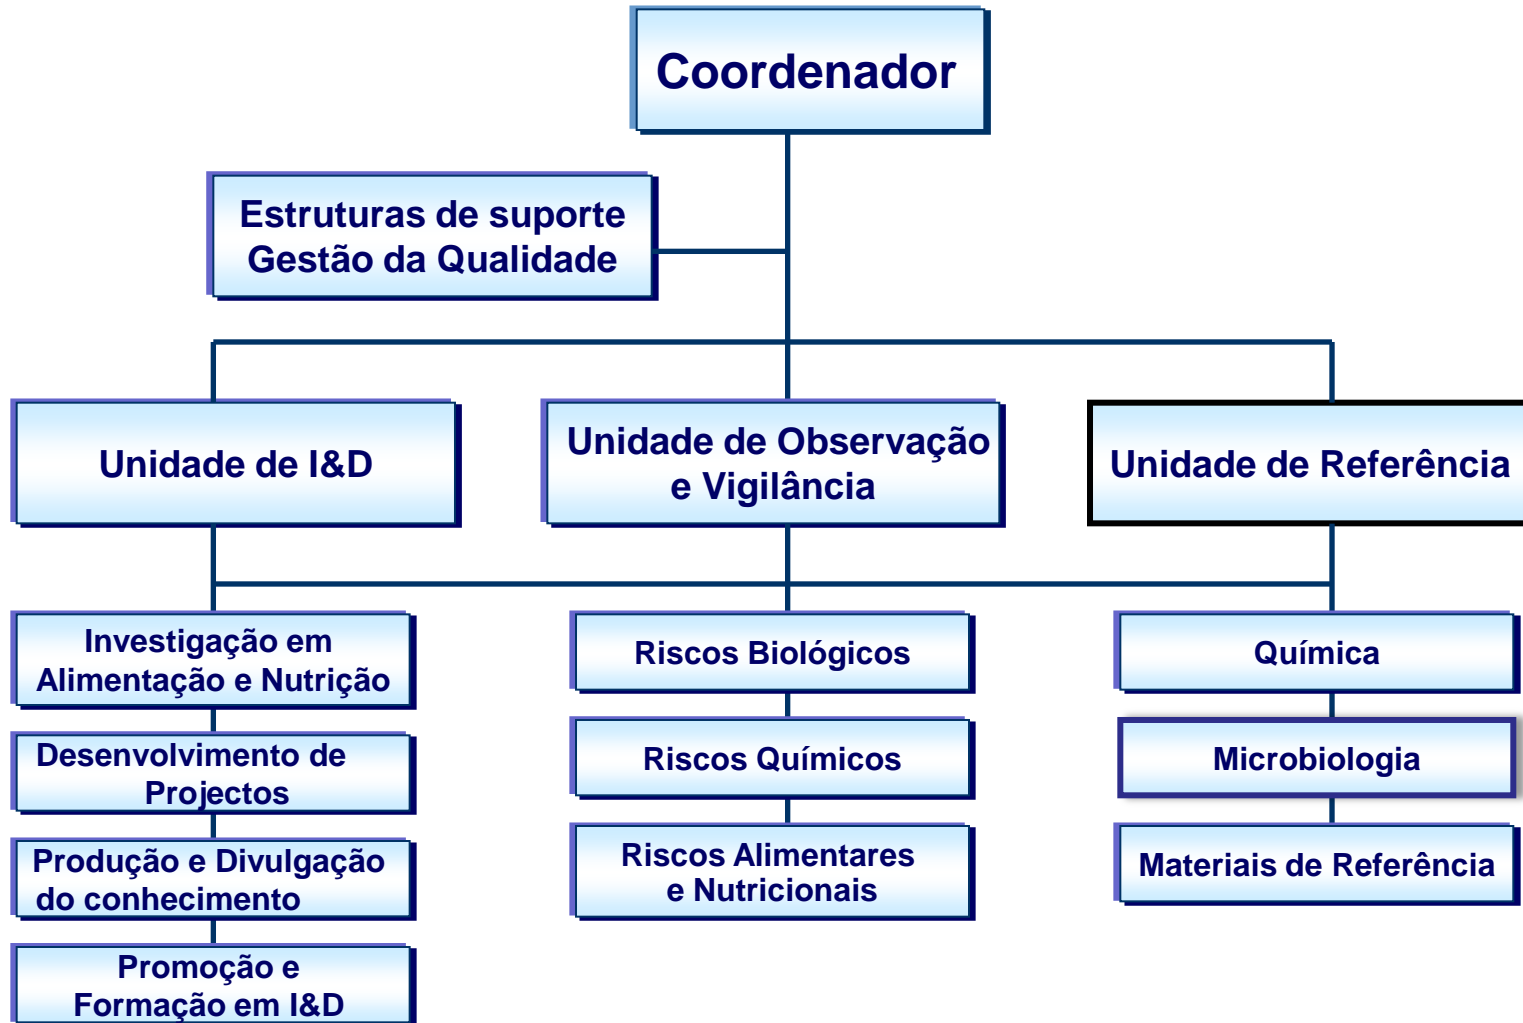 Coordenador
Estruturas de suporte
Gestão da Qualidade
Unidade de I&D
Unidade de Observação
e Vigilância
Unidade de Referência
Investigação em
Alimentação e Nutrição
Desenvolvimento de
Projectos
Produção e Divulgação
do conhecimento
Promoção e
Formação em I&D
Riscos Biológicos
Riscos Químicos
Riscos Alimentares
e Nutricionais
Química
Microbiologia
Materiais de Referência